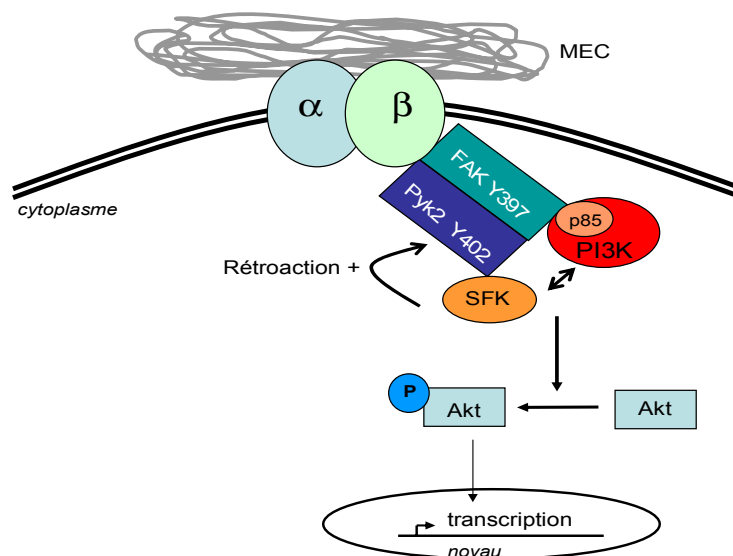 MEC
α
β
cytoplasme
FAK Y397
Pyk2 Y402
p85
PI3K
Rétroaction +
SFK
P
Akt
Akt
transcription
noyau